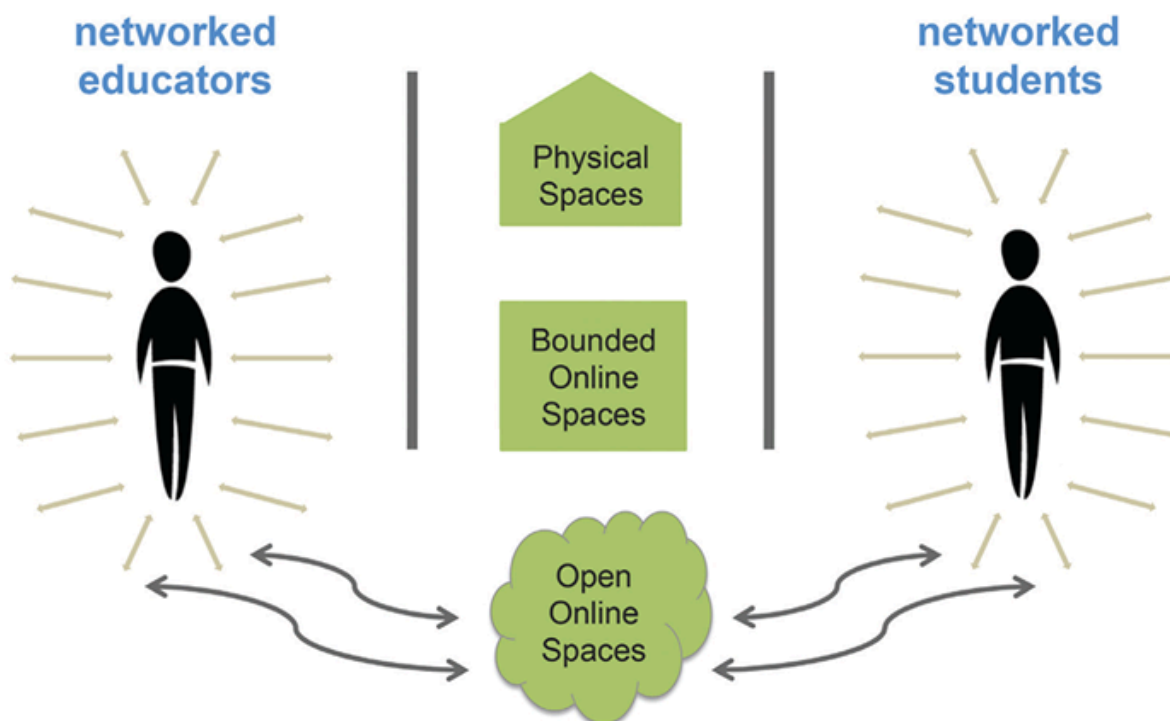 networked
educators
networked
students
Physical
Spaces
Bounded
Online
Spaces
Open
Online
Spaces